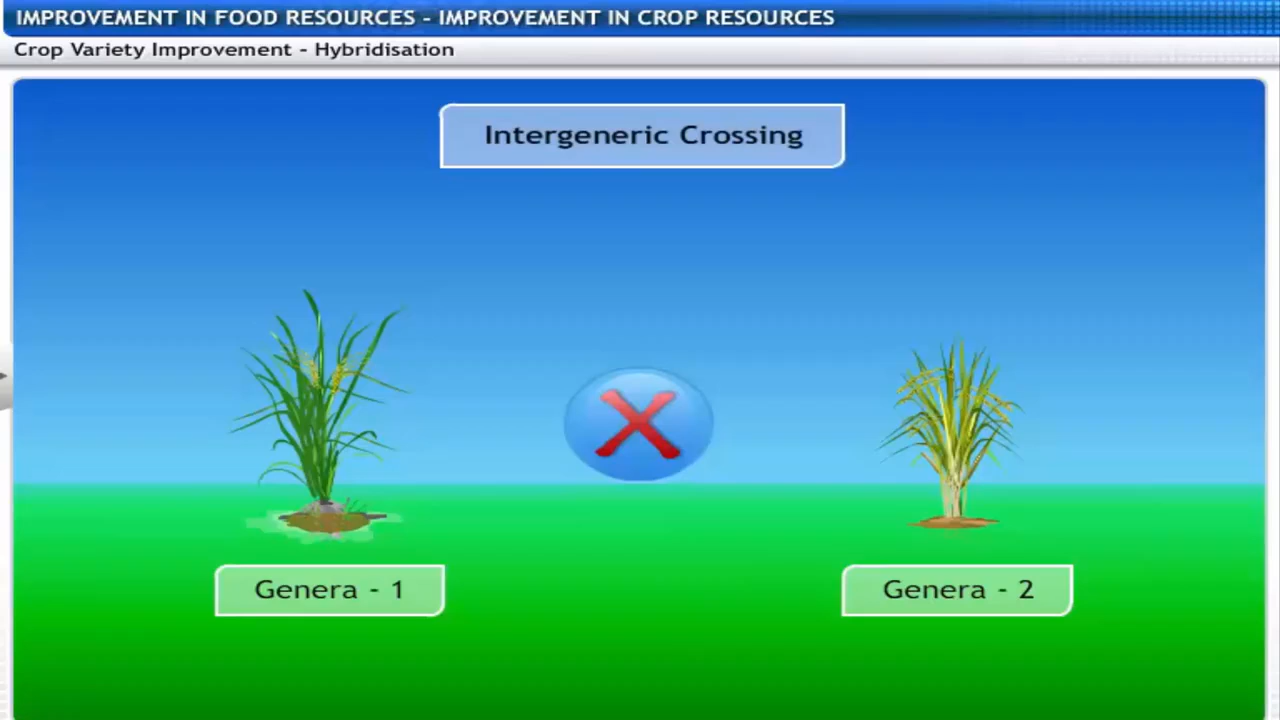 IMPROVEMENT IN FOOD RESOURCES - IMPROVEMENT IN CROP RESOURCES
Crop Variety Improvement - Hybridisation
Intergeneric Crossing
Genera - 1
Genera - 2